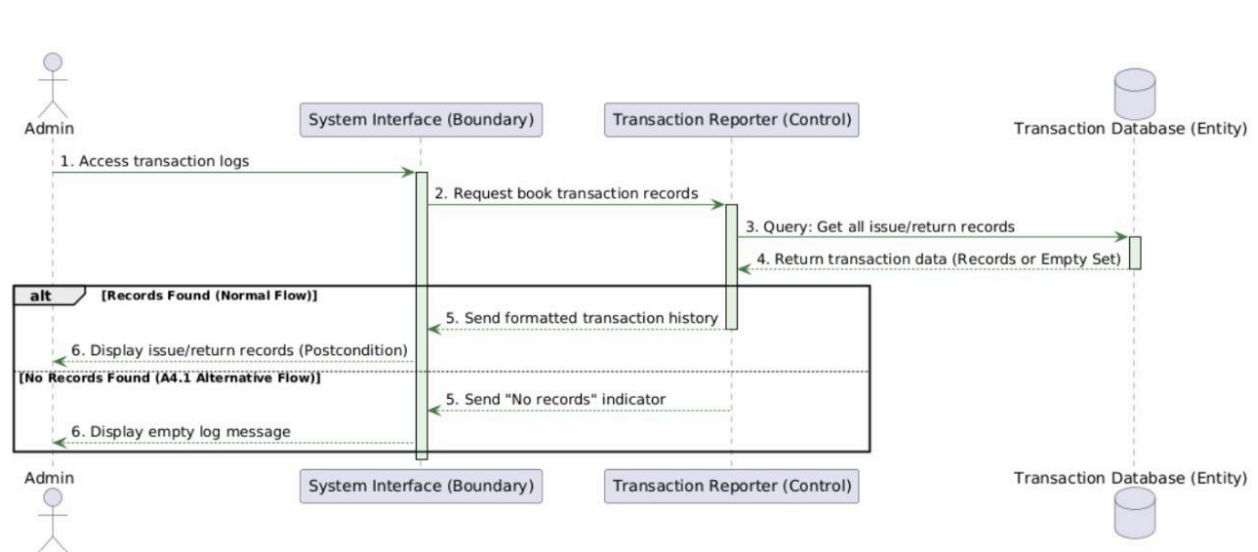 Admin
System Interface (Boundary)
Transaction Reporter (Control)
Transaction Database (Entity)
1. Access transaction logs
2. Request book transaction records
3. Query: Get all issue/return records
4. Return transaction data (Records or Empty Set)
alt [Records Found (Normal Flow)]
5. Send formatted transaction history
6. Display issue/return records (Postcondition)
[No Records Found (A4.1 Alternative Flow)]
5. Send "No records" indicator
6. Display empty log message
Admin
System Interface (Boundary)
Transaction Reporter (Control)
Transaction Database (Entity)